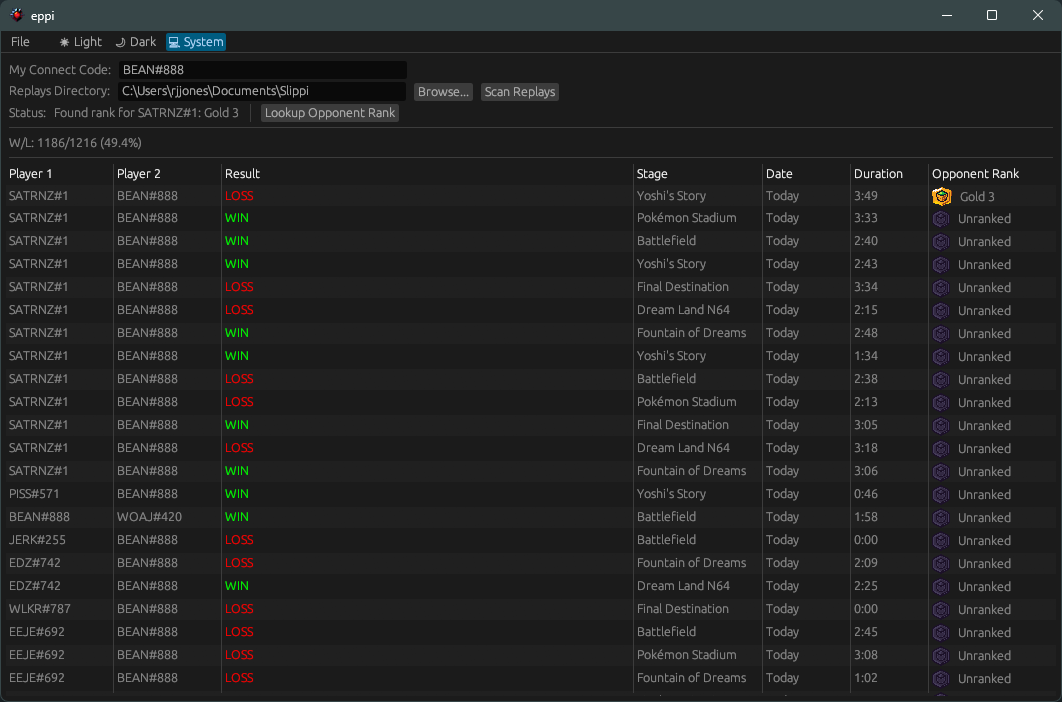 eppi
File Light Dark System
My Connect Code: BEAN#888
Replays Directory: C:\Users\rjjones\Documents\Slippi Browse... Scan Replays
Status: Found rank for SATRNZ#1: Gold 3 Lookup Opponent Rank
W/L: 1186/1216 (49.4%)
Player 1 Player 2 Result Stage Date Duration Opponent Rank
SATRNZ#1 BEAN#888 LOSS Yoshi's Story Today 3:49 Gold 3
SATRNZ#1 BEAN#888 WIN Pokémon Stadium Today 3:33 Unranked
SATRNZ#1 BEAN#888 WIN Battlefield Today 2:40 Unranked
SATRNZ#1 BEAN#888 WIN Yoshi's Story Today 2:43 Unranked
SATRNZ#1 BEAN#888 LOSS Final Destination Today 3:34 Unranked
SATRNZ#1 BEAN#888 LOSS Dream Land N64 Today 2:15 Unranked
SATRNZ#1 BEAN#888 WIN Fountain of Dreams Today 2:48 Unranked
SATRNZ#1 BEAN#888 WIN Yoshi's Story Today 1:34 Unranked
SATRNZ#1 BEAN#888 LOSS Battlefield Today 2:38 Unranked
SATRNZ#1 BEAN#888 LOSS Pokémon Stadium Today 2:13 Unranked
SATRNZ#1 BEAN#888 WIN Final Destination Today 3:05 Unranked
SATRNZ#1 BEAN#888 LOSS Dream Land N64 Today 3:18 Unranked
SATRNZ#1 BEAN#888 WIN Fountain of Dreams Today 3:06 Unranked
PISS#571 BEAN#888 WIN Yoshi's Story Today 0:46 Unranked
BEAN#888 WOAJ#420 WIN Battlefield Today 1:58 Unranked
JERK#255 BEAN#888 LOSS Battlefield Today 0:00 Unranked
EDZ#742 BEAN#888 LOSS Fountain of Dreams Today 2:09 Unranked
EDZ#742 BEAN#888 WIN Dream Land N64 Today 2:25 Unranked
WLKR#787 BEAN#888 LOSS Final Destination Today 0:00 Unranked
EEJE#692 BEAN#888 LOSS Battlefield Today 2:45 Unranked
EEJE#692 BEAN#888 LOSS Pokémon Stadium Today 3:08 Unranked
EEJE#692 BEAN#888 LOSS Fountain of Dreams Today 1:02 Unranked